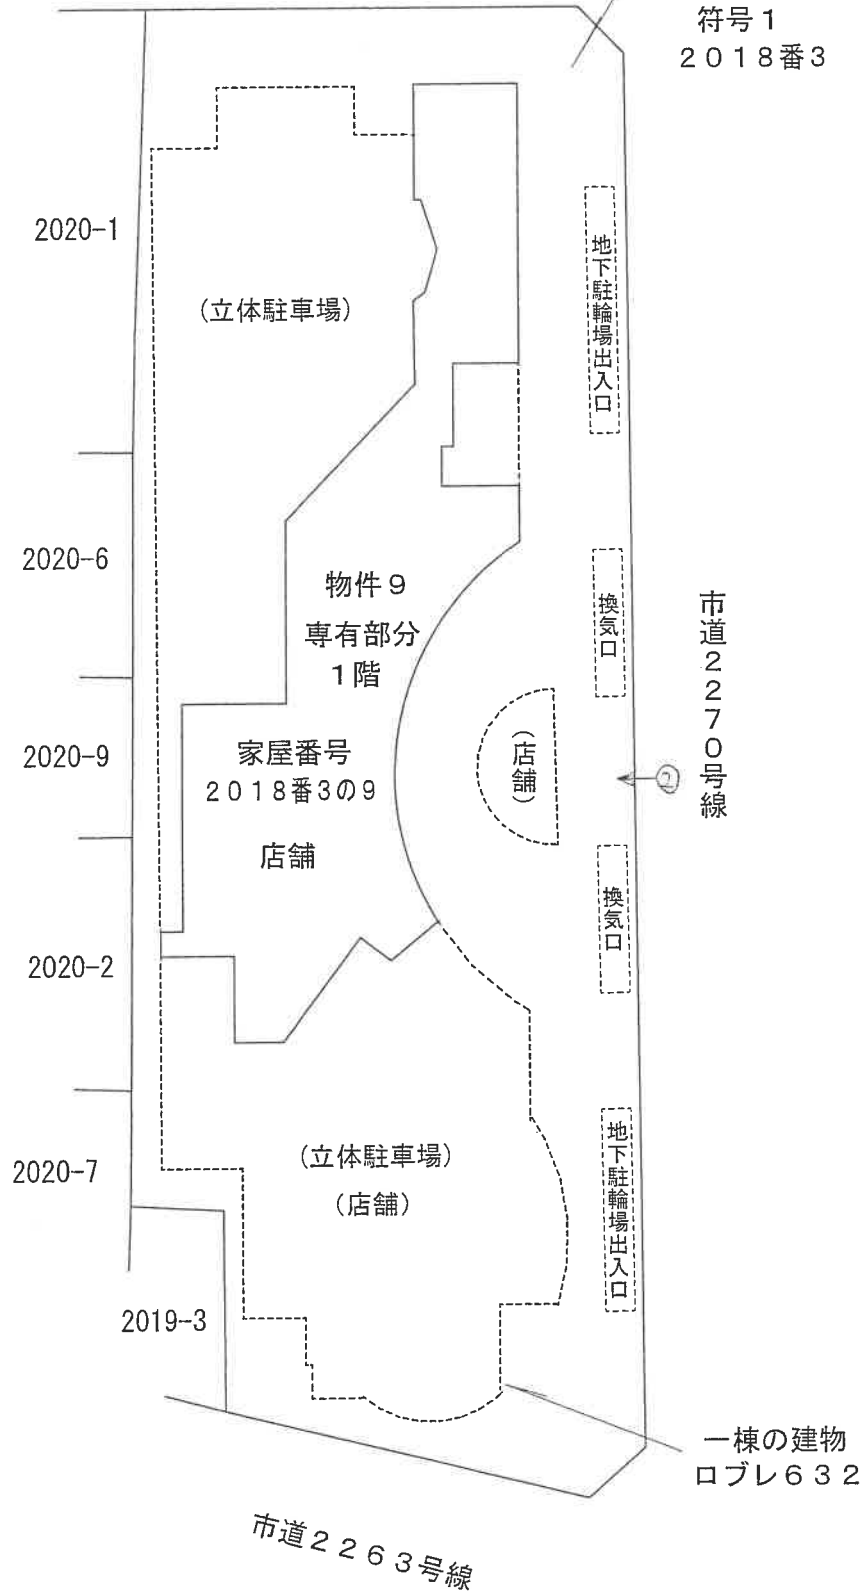 符号１
２０１８番３
2020-1
(立体駐車場)
地下駐輪場出入口
2020-6
物件９
専有部分
１階
換気口
市道２２７０号線
2020-9
家屋番号
２０１８番３の９
店舗
(店舗)
②
換気口
2020-2
2020-7
(立体駐車場)
(店舗)
地下駐輪場出入口
2019-3
一棟の建物
ロブレ６３２
市道２２６３号線